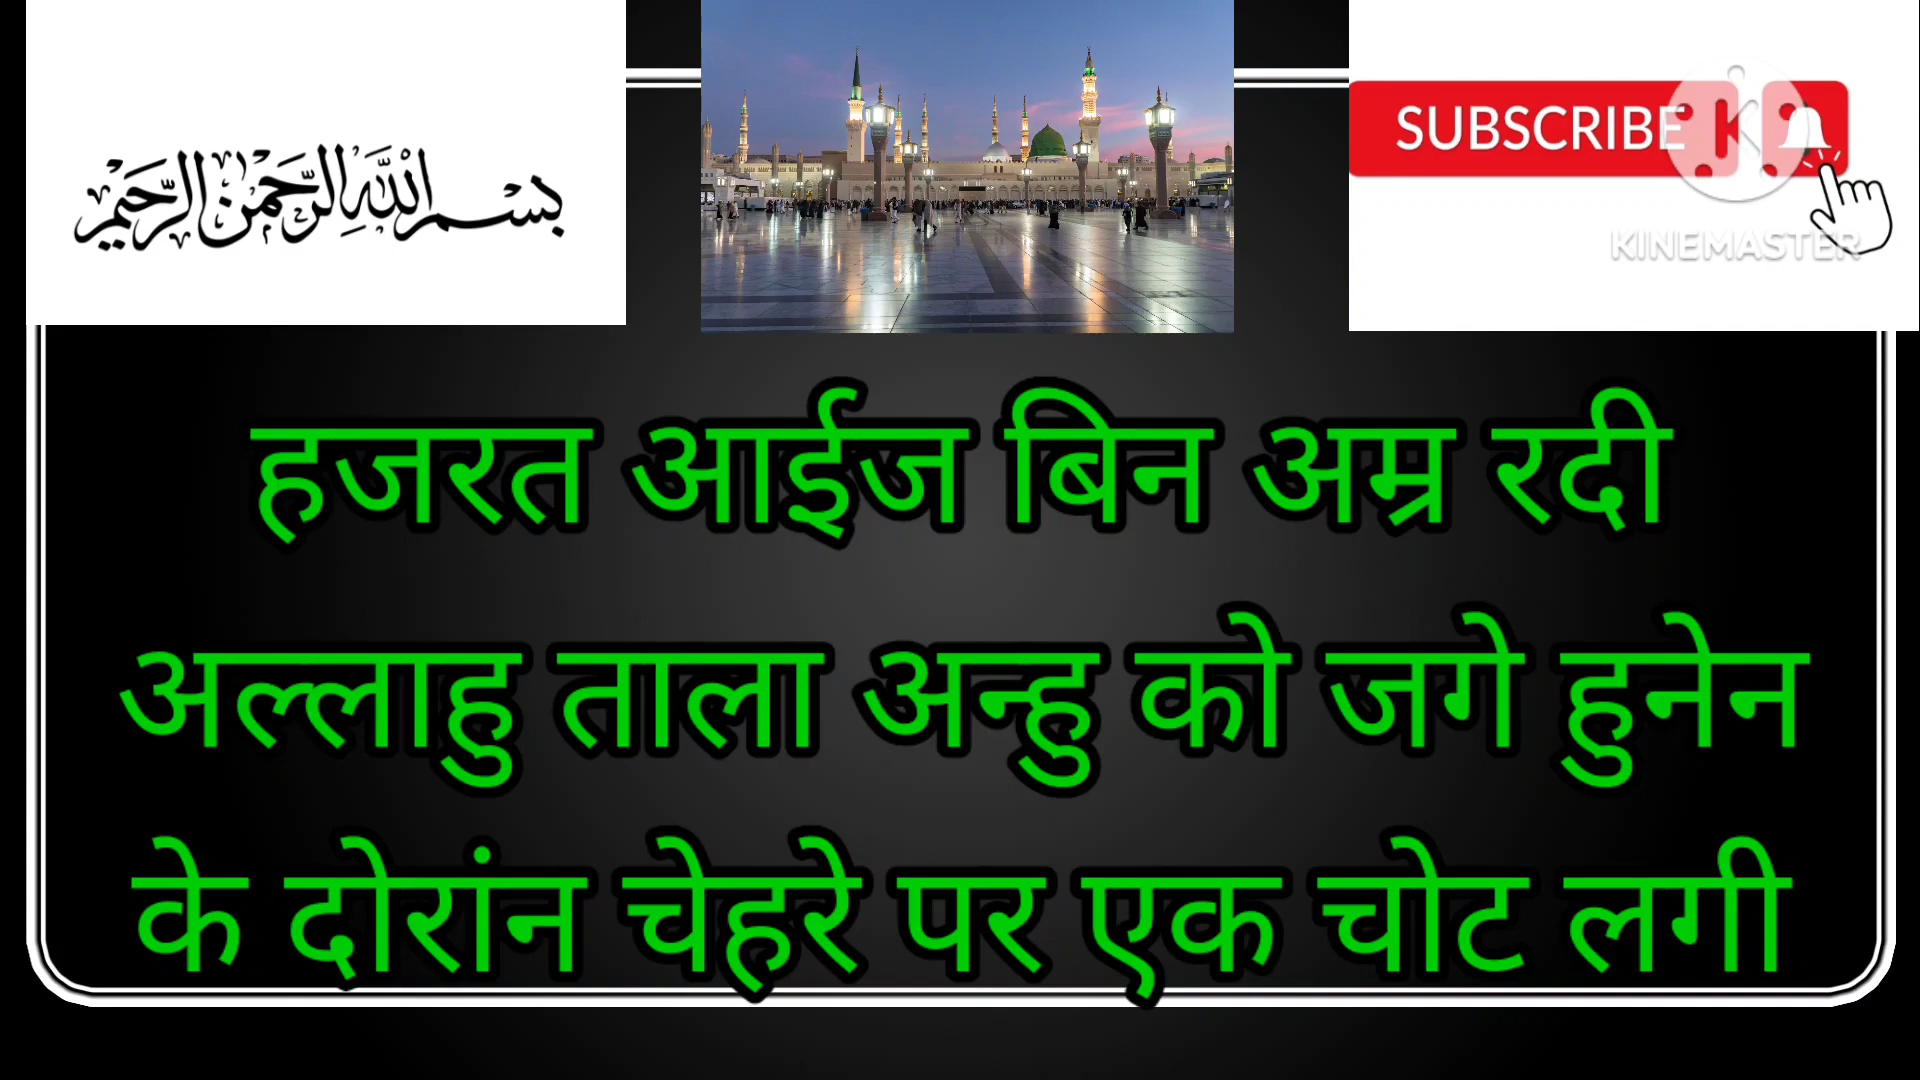 بسم الله الرحمن الرحيم
SUBSCRIBE
KINEMASTER
हजरत आईज बिन अम्र रदी
अल्लाहु ताला अन्हु को जगे हुनेन
के दोरांन चेहरे पर एक चोट लगी